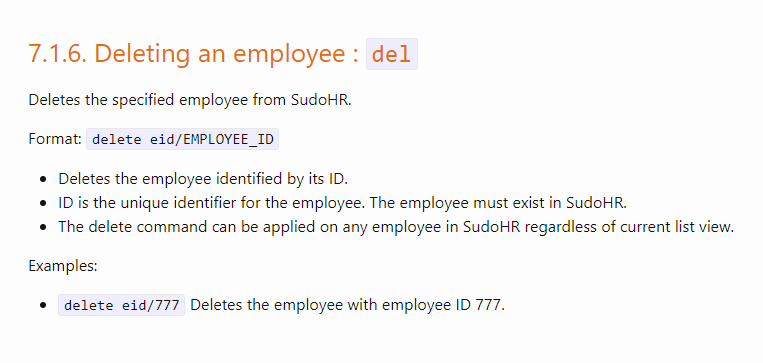 7.1.6. Deleting an employee : del
Deletes the specified employee from SudoHR.
Format: delete eid/EMPLOYEE_ID
• Deletes the employee identified by its ID.
• ID is the unique identifier for the employee. The employee must exist in SudoHR.
• The delete command can be applied on any employee in SudoHR regardless of current list view.
Examples:
• delete eid/777 Deletes the employee with employee ID 777.